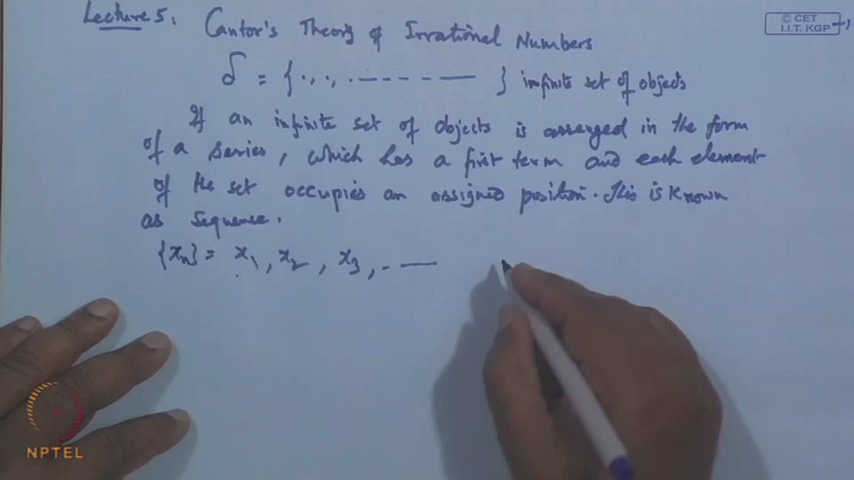 Lecture 5: Cantor's Theory of Irrational Numbers
© CET
I.I.T. KGP
δ = {., ., . ------ } infinite set of objects
If an infinite set of objects is arranged in the form
of a series, which has a first term and each element
of the set occupies an assigned position. This is known
as sequence.
{xn} = x1, x2, x3, . —
NPTEL